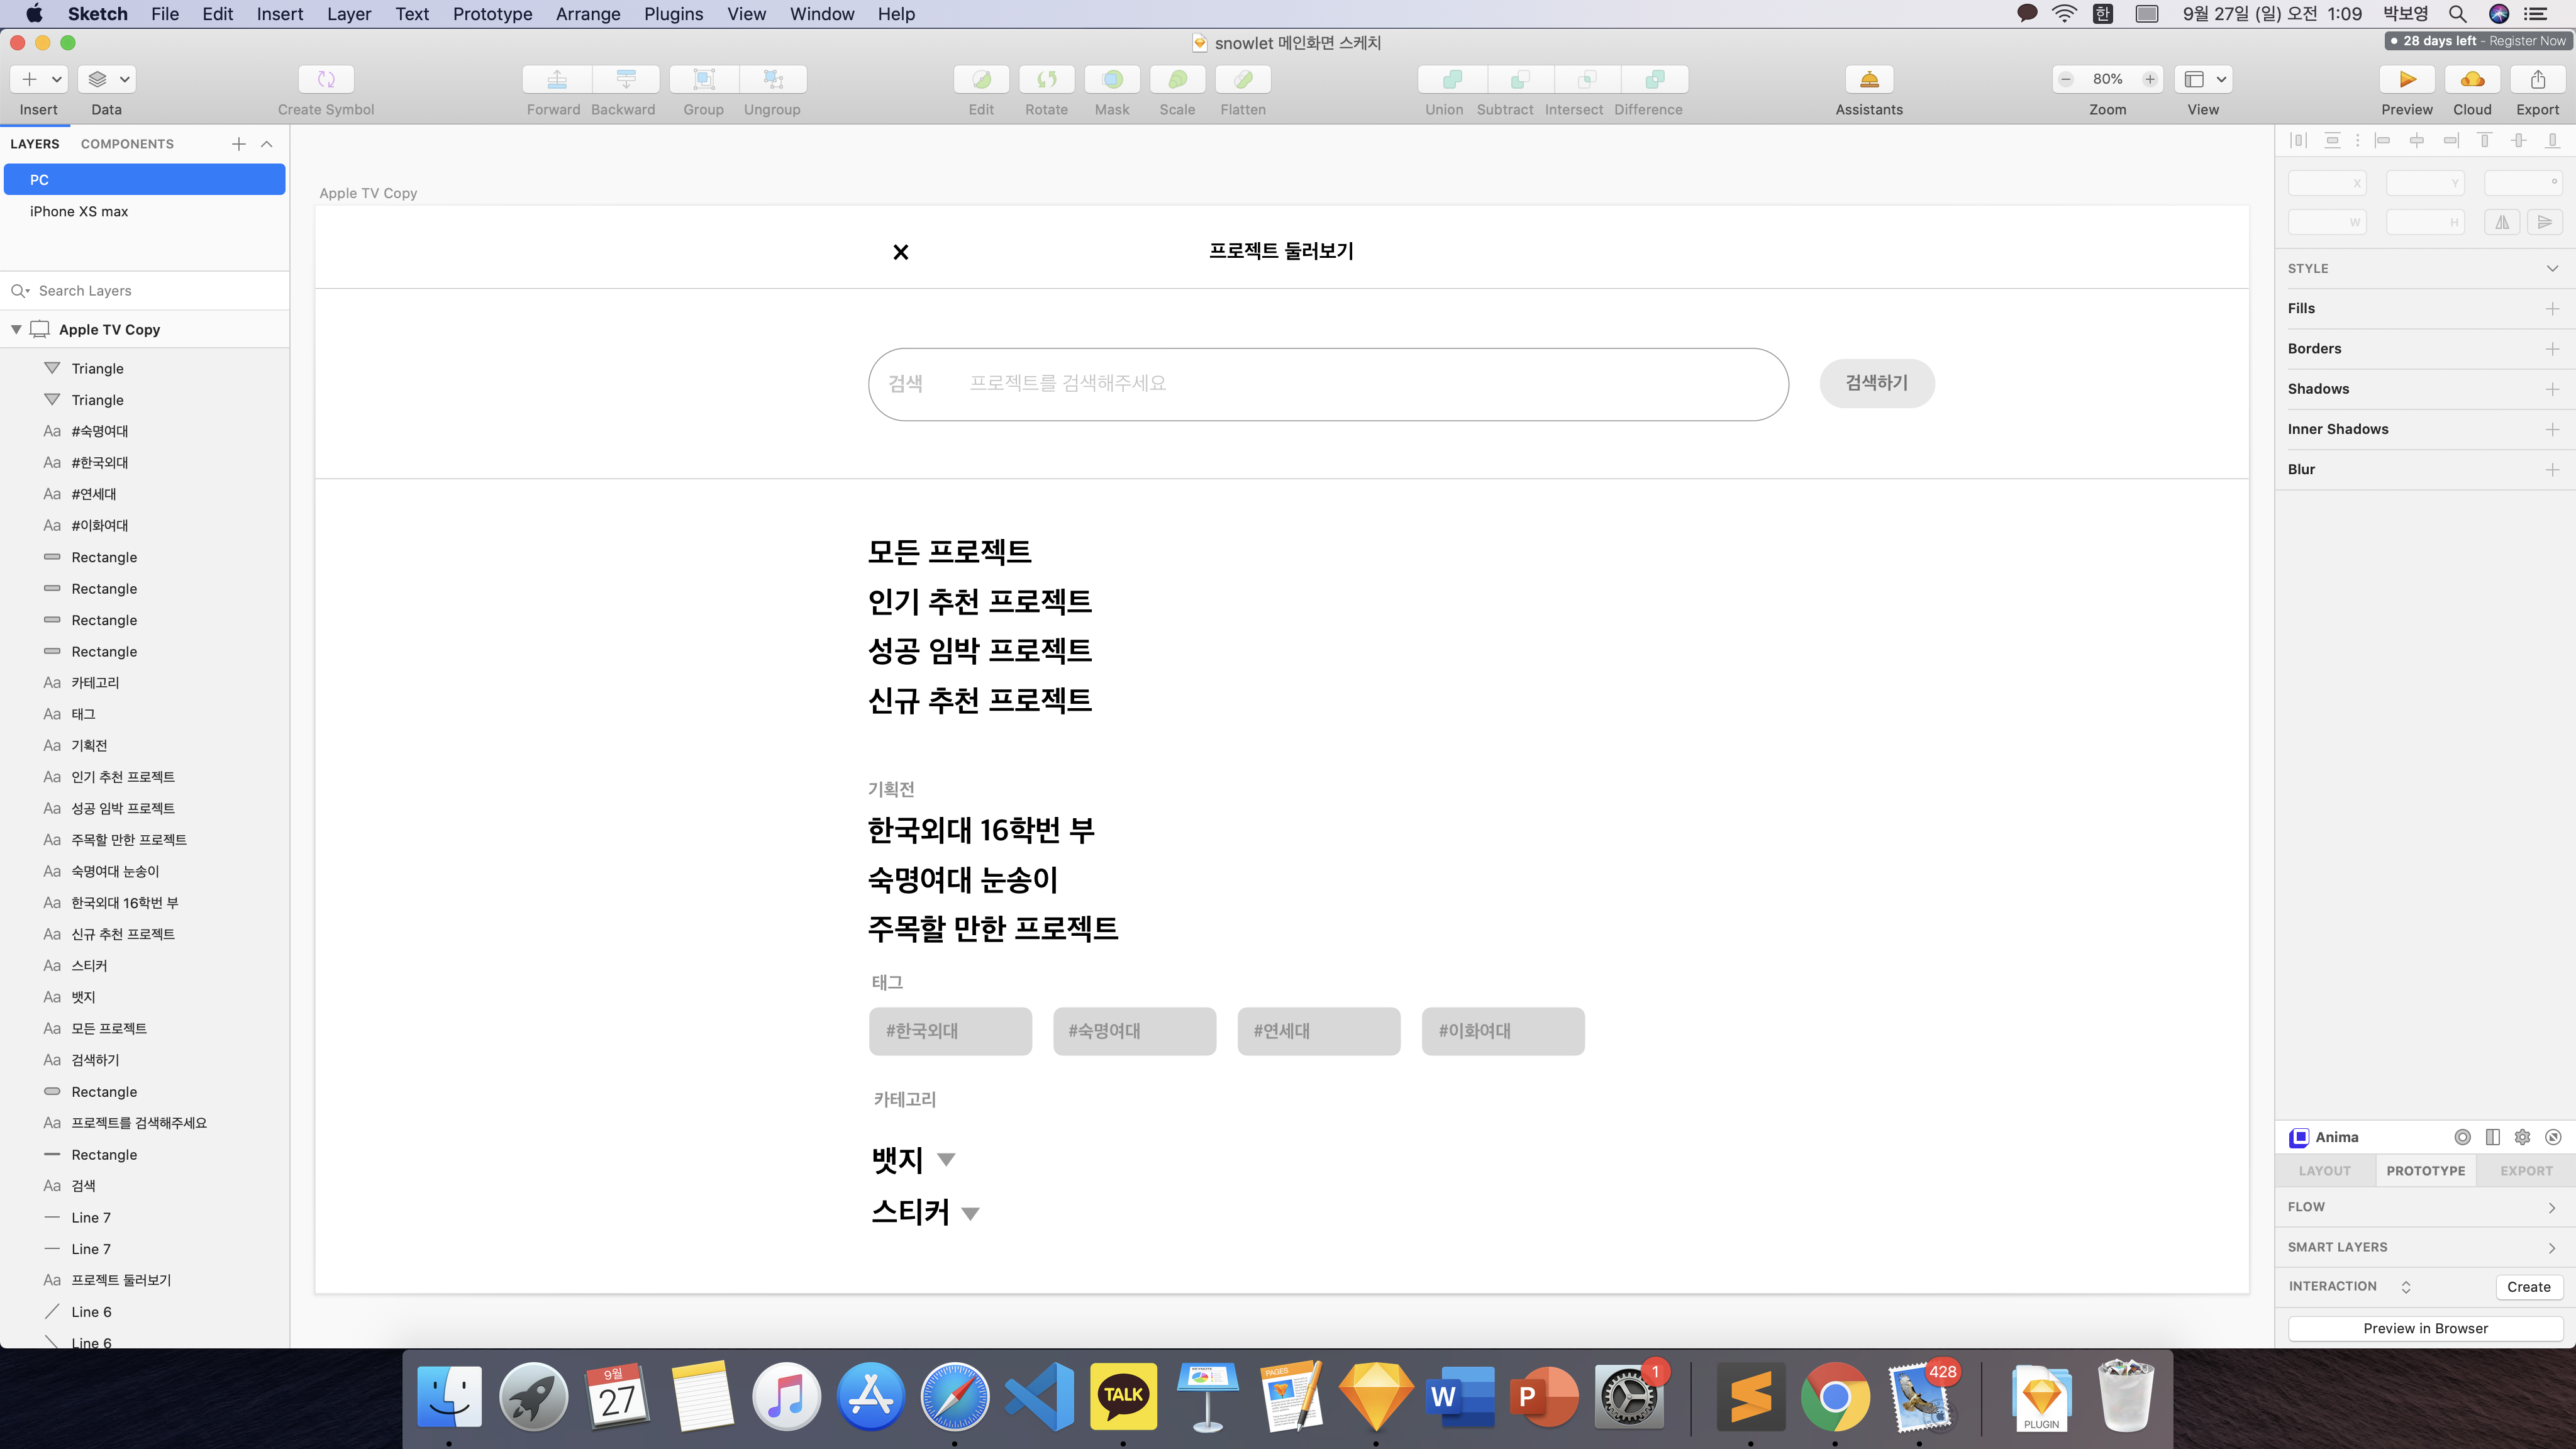 Sketch File Edit Insert Layer Text Prototype Arrange Plugins View Window Help 한 9월 27일 (일) 오전 1:09 박보영
snowlet 메인화면 스케치
28 days left - Register Now
80%
Insert Data Create Symbol Forward Backward Group Ungroup Edit Rotate Mask Scale Flatten Union Subtract Intersect Difference Assistants Zoom View Preview Cloud Export
LAYERS COMPONENTS
PC
iPhone XS max
Search Layers
Apple TV Copy
Triangle
Triangle
Aa #숙명여대
Aa #한국외대
Aa #연세대
Aa #이화여대
Rectangle
Rectangle
Rectangle
Rectangle
Aa 카테고리
Aa 태그
Aa 기획전
Aa 인기 추천 프로젝트
Aa 성공 임박 프로젝트
Aa 주목할 만한 프로젝트
Aa 숙명여대 눈송이
Aa 한국외대 16학번 부
Aa 신규 추천 프로젝트
Aa 스티커
Aa 뱃지
Aa 모든 프로젝트
Aa 검색하기
Rectangle
Aa 프로젝트를 검색해주세요
Rectangle
Aa 검색
Line 7
Line 7
Aa 프로젝트 둘러보기
Line 6
Line 6
Apple TV Copy
프로젝트 둘러보기
검색 프로젝트를 검색해주세요 검색하기
모든 프로젝트
인기 추천 프로젝트
성공 임박 프로젝트
신규 추천 프로젝트
기획전
한국외대 16학번 부
숙명여대 눈송이
주목할 만한 프로젝트
태그
#한국외대 #숙명여대 #연세대 #이화여대
카테고리
뱃지
스티커
X Y °
W H
STYLE
Fills
Borders
Shadows
Inner Shadows
Blur
Anima
LAYOUT PROTOTYPE EXPORT
FLOW
SMART LAYERS
INTERACTION Create
Preview in Browser
9월
27
TALK
PAGES
W
P
1
428
PLUGIN